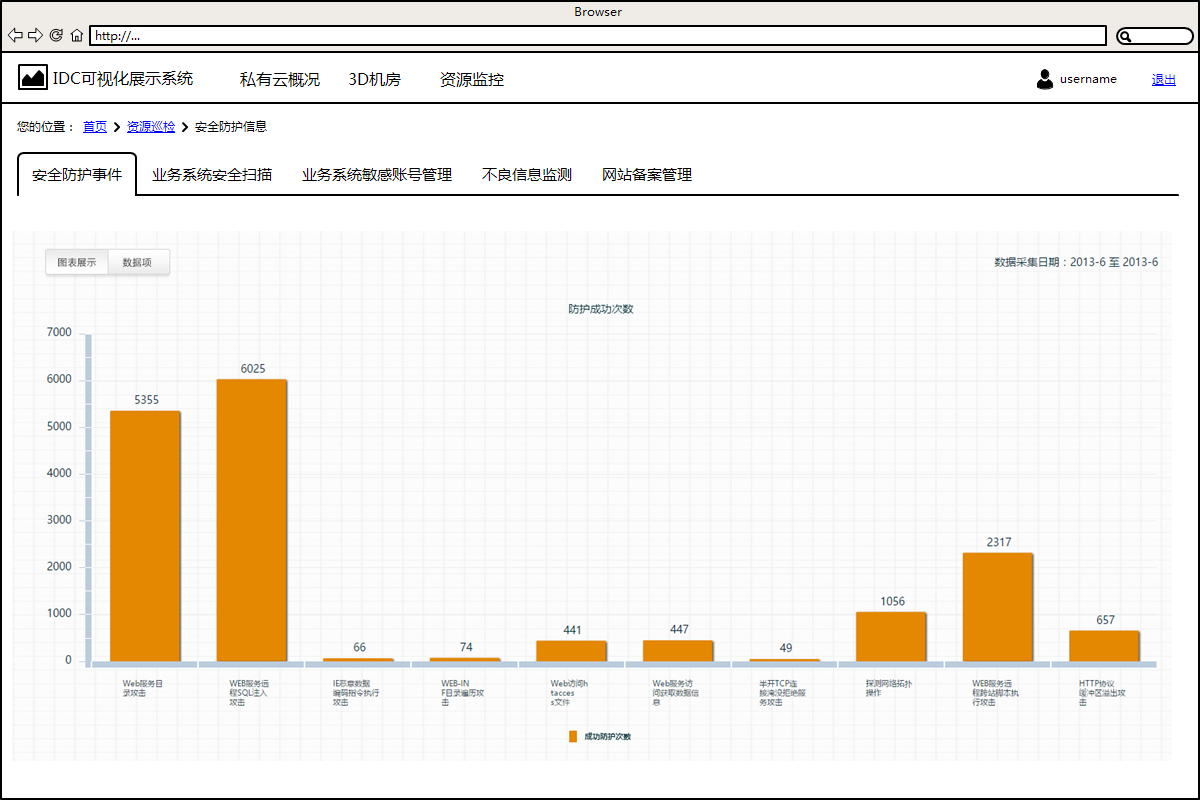 Browser
http://...
IDC可视化展示系统 私有云概况 3D机房 资源监控 username 退出
您的位置： 首页 资源巡检 安全防护信息
安全防护事件 业务系统安全扫描 业务系统敏感账号管理 不良信息监测 网站备案管理
图表展示 数据项 数据采集日期：2013-6 至 2013-6
防护成功次数
7000
6000
5000
4000
3000
2000
1000
0
5355
6025
66
74
441
447
49
1056
2317
657
Web服务目
录攻击
WEB服务远
程SQL注入
攻击
IE恶意数据
编码指令执行
攻击
WEB-IN
F目录遍历攻
击
Web访问h
tacces
s文件
Web服务访
问获取数据信
息
半开TCP连
接淹没拒绝服
务攻击
探测网络拓扑
操作
WEB服务远
程跨站脚本执
行攻击
HTTP协议
缓冲区溢出攻
击
成功防护次数